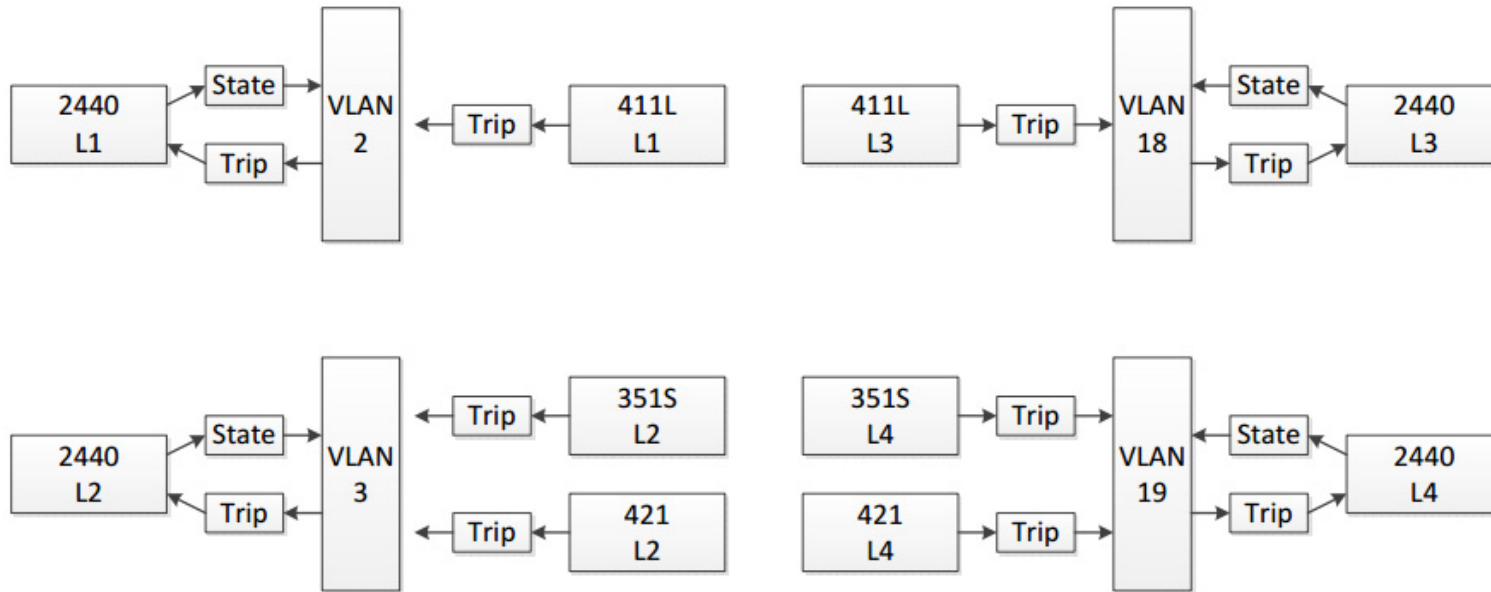 State
2440
L1
Trip
VLAN
2
Trip
411L
L1
411L
L3
Trip
VLAN
18
State
Trip
2440
L3
2440
L2
State
Trip
VLAN
3
Trip
351S
L2
Trip
421
L2
351S
L4
Trip
421
L4
Trip
VLAN
19
State
Trip
2440
L4